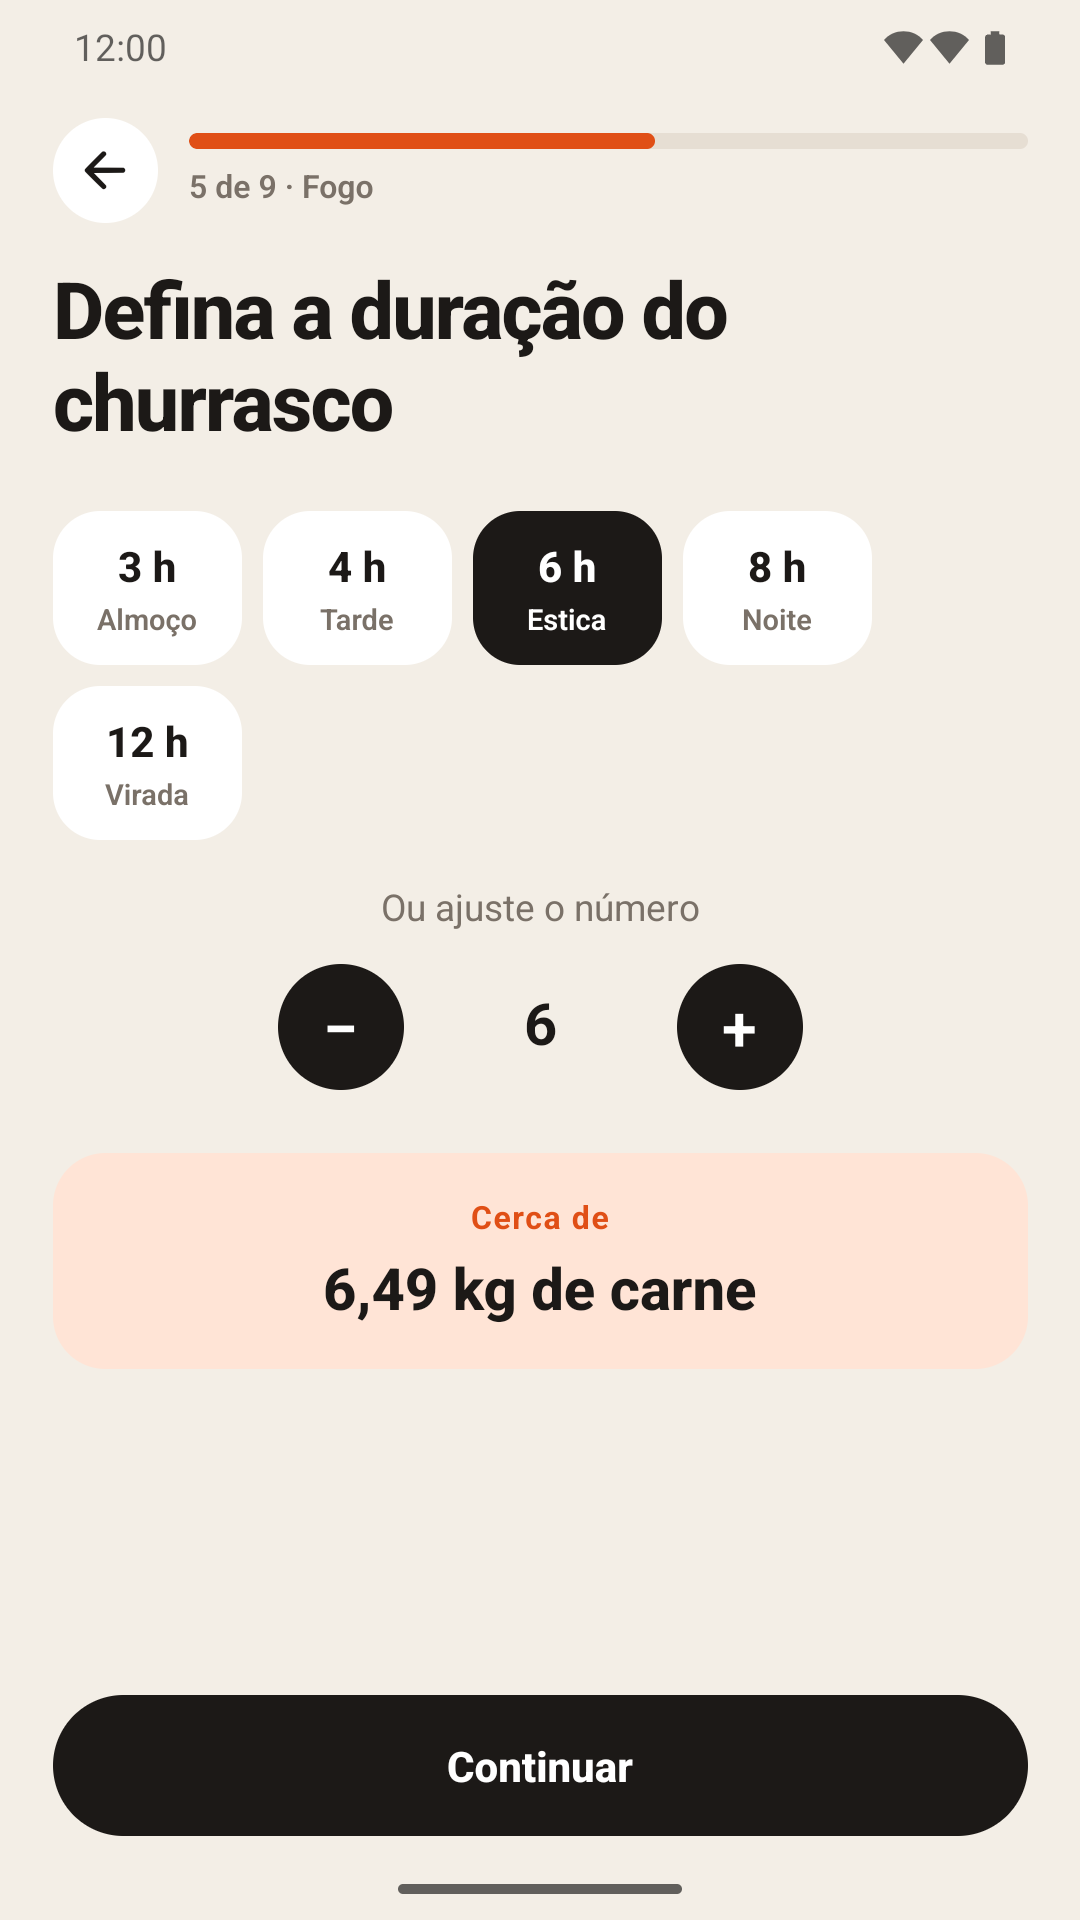 12:00
5 de 9 · Fogo
Defina a duração do
churrasco
3 h
Almoço
4 h
Tarde
6 h
Estica
8 h
Noite
12 h
Virada
Ou ajuste o número
−
6
+
Cerca de
6,49 kg de carne
Continuar